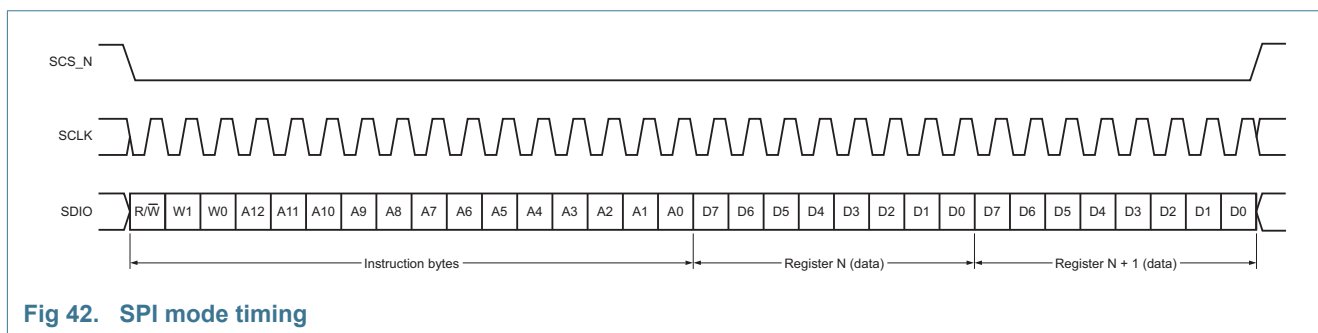 SCS_N
SCLK
SDIO R/W̅ W1 W0 A12 A11 A10 A9 A8 A7 A6 A5 A4 A3 A2 A1 A0 D7 D6 D5 D4 D3 D2 D1 D0 D7 D6 D5 D4 D3 D2 D1 D0
Instruction bytes Register N (data) Register N + 1 (data)
Fig 42. SPI mode timing